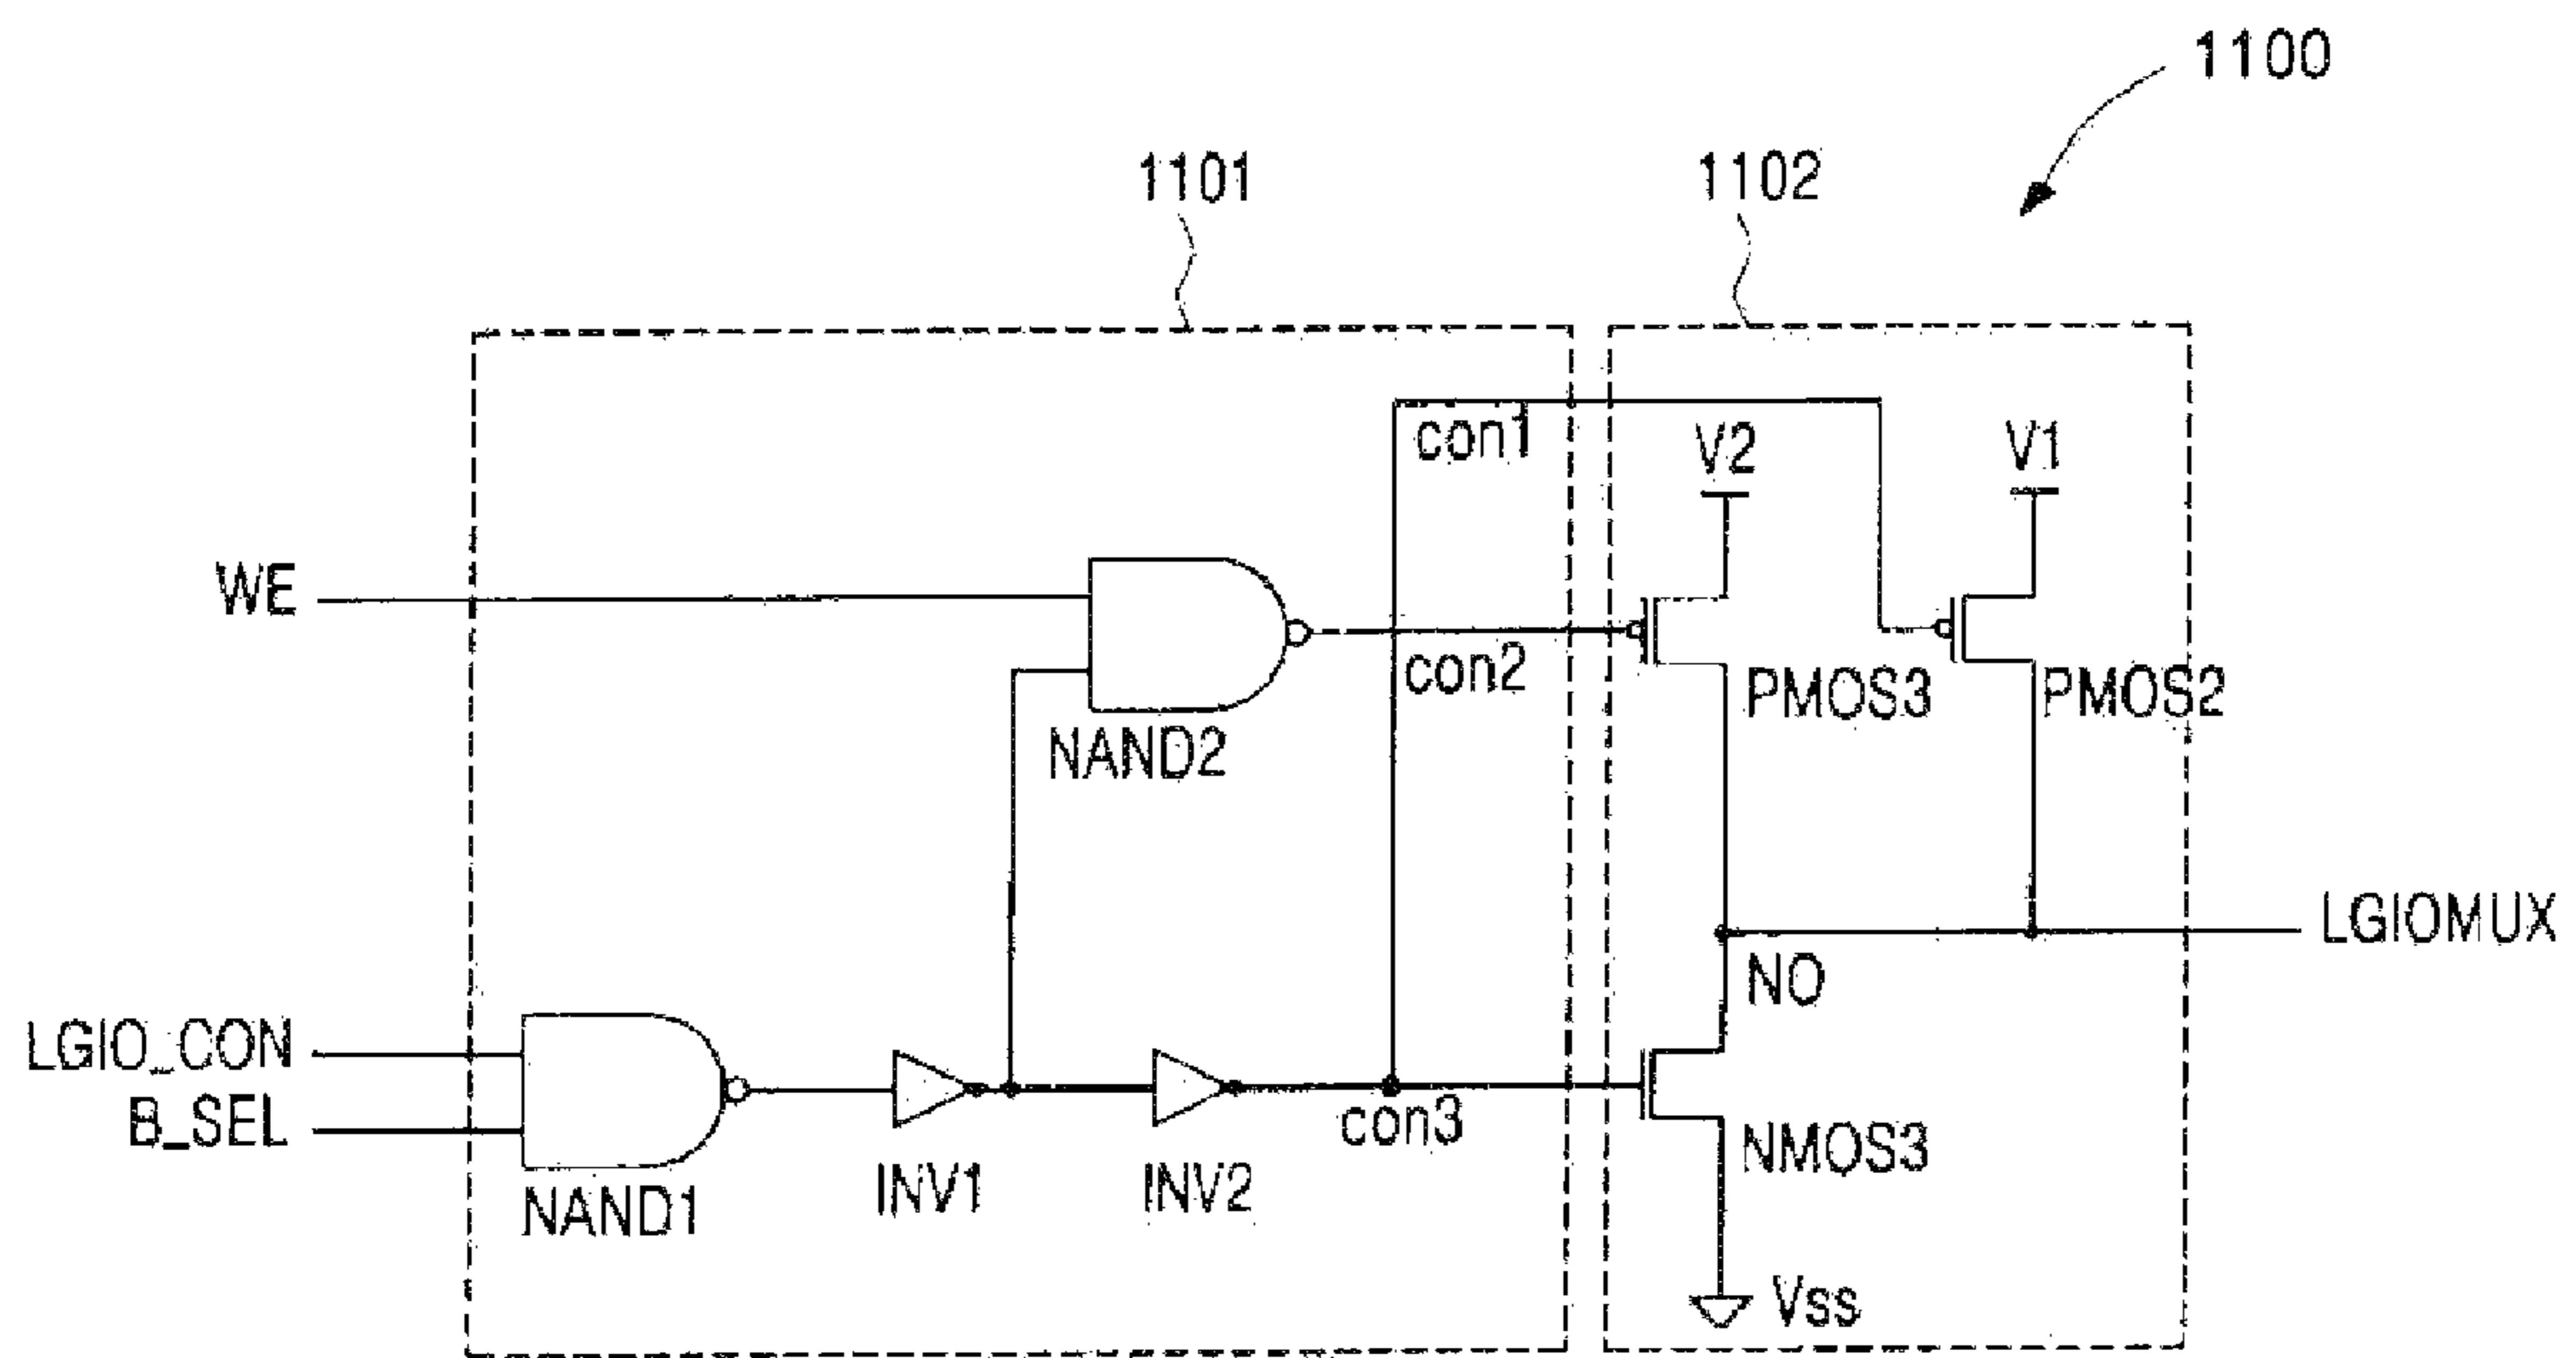 1100
1101
1102
con1
V2
V1
WE
con2
PMOS3
PMOS2
NAND2
LGIOMUX
NO
LGIO_CON
B_SEL
con3
NMOS3
NAND1
INV1
INV2
Vss